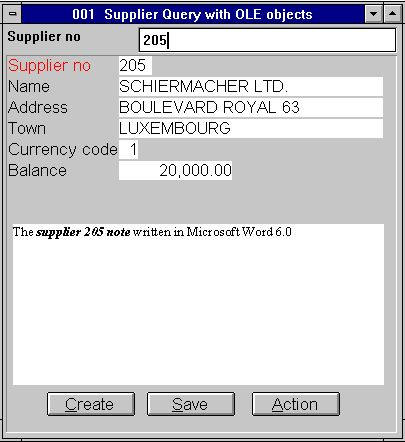 001 Supplier Query with OLE objects
Supplier no 205
Supplier no 205
Name SCHIERMACHER LTD.
Address BOULEVARD ROYAL 63
Town LUXEMBOURG
Currency code 1
Balance 20,000.00
The supplier 205 note written in Microsoft Word 6.0
Create Save Action